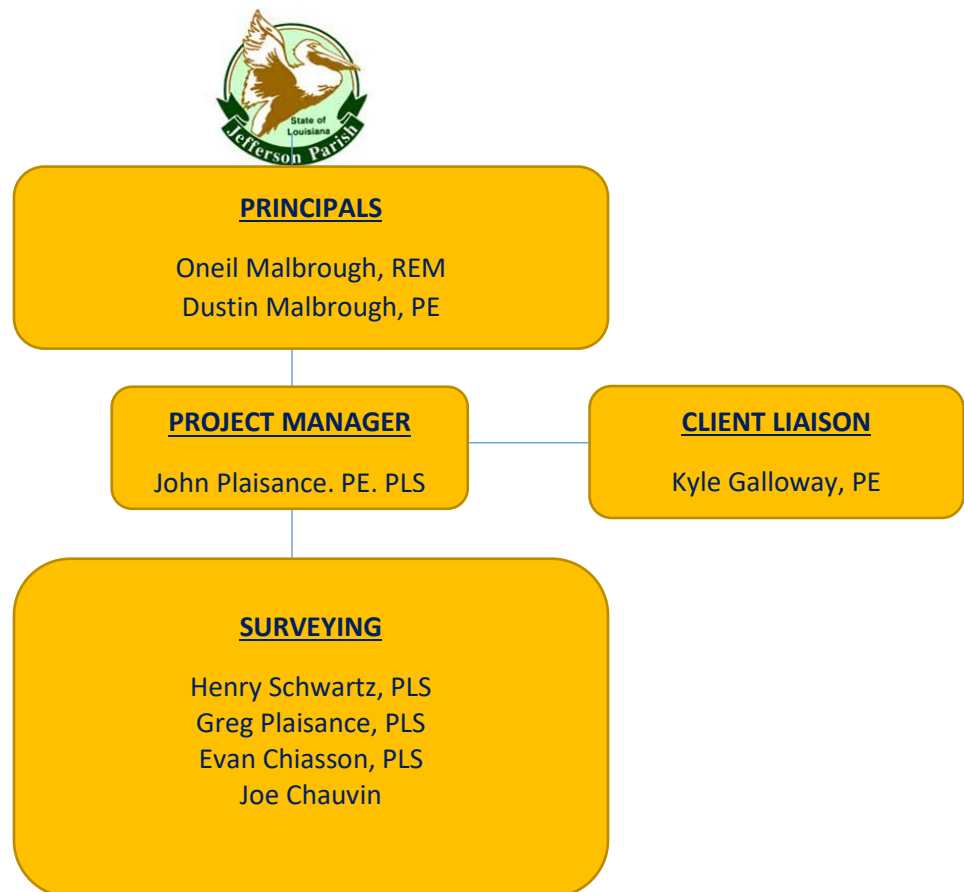 State of
Louisiana
Jefferson Parish
PRINCIPALS
Oneil Malbrough, REM
Dustin Malbrough, PE
PROJECT MANAGER
John Plaisance. PE. PLS
CLIENT LIAISON
Kyle Galloway, PE
SURVEYING
Henry Schwartz, PLS
Greg Plaisance, PLS
Evan Chiasson, PLS
Joe Chauvin